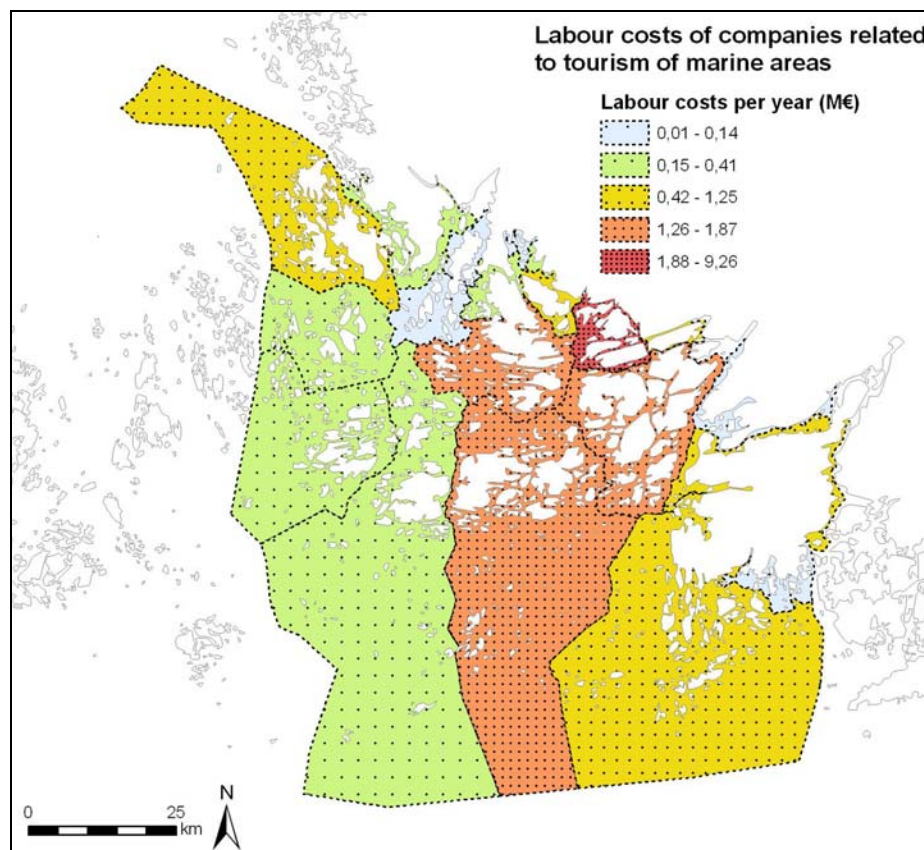 Labour costs of companies related
to tourism of marine areas
Labour costs per year (M€)
0,01 - 0,14
0,15 - 0,41
0,42 - 1,25
1,26 - 1,87
1,88 - 9,26
0 25
km
N